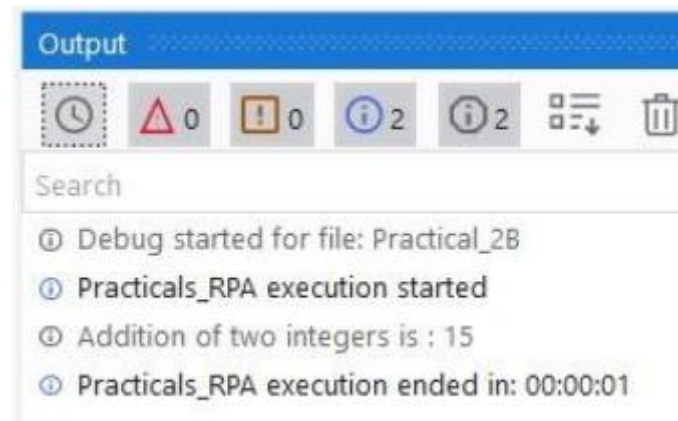 Output
0 0 2 2
Search
Debug started for file: Practical_2B
Practicals_RPA execution started
Addition of two integers is : 15
Practicals_RPA execution ended in: 00:00:01